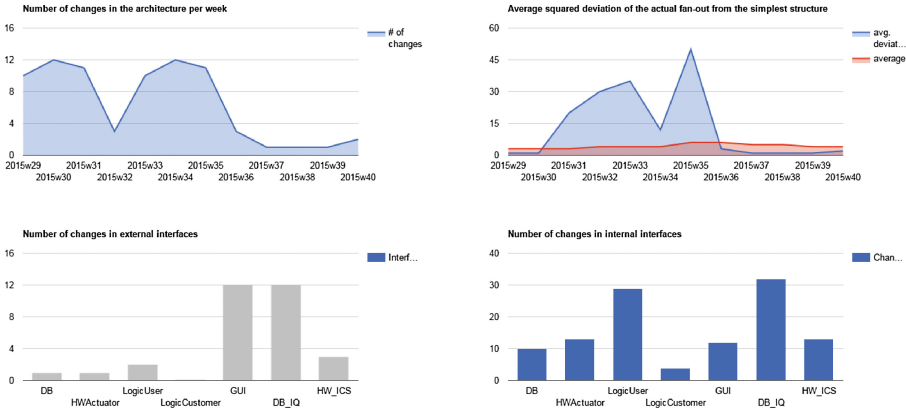 Number of changes in the architecture per week
16
12
8
4
0
2015w29
2015w30
2015w31
2015w32
2015w33
2015w34
2015w35
2015w36
2015w37
2015w38
2015w39
2015w40
# of
changes
Average squared deviation of the actual fan-out from the simplest structure
60
45
30
15
0
2015w29
2015w30
2015w31
2015w32
2015w33
2015w34
2015w35
2015w36
2015w37
2015w38
2015w39
2015w40
avg.
deviat...
average
Number of changes in external interfaces
16
12
8
4
0
DB
HWActuator
LogicUser
LogicCustomer
GUI
DB_IQ
HW_ICS
Interf...
Number of changes in internal interfaces
40
30
20
10
0
DB
HWActuator
LogicUser
LogicCustomer
GUI
DB_IQ
HW_ICS
Chan...